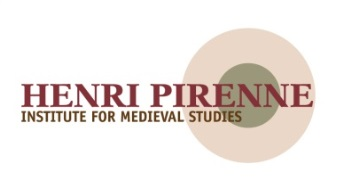 HENRI PIRENNE
INSTITUTE FOR MEDIEVAL STUDIES